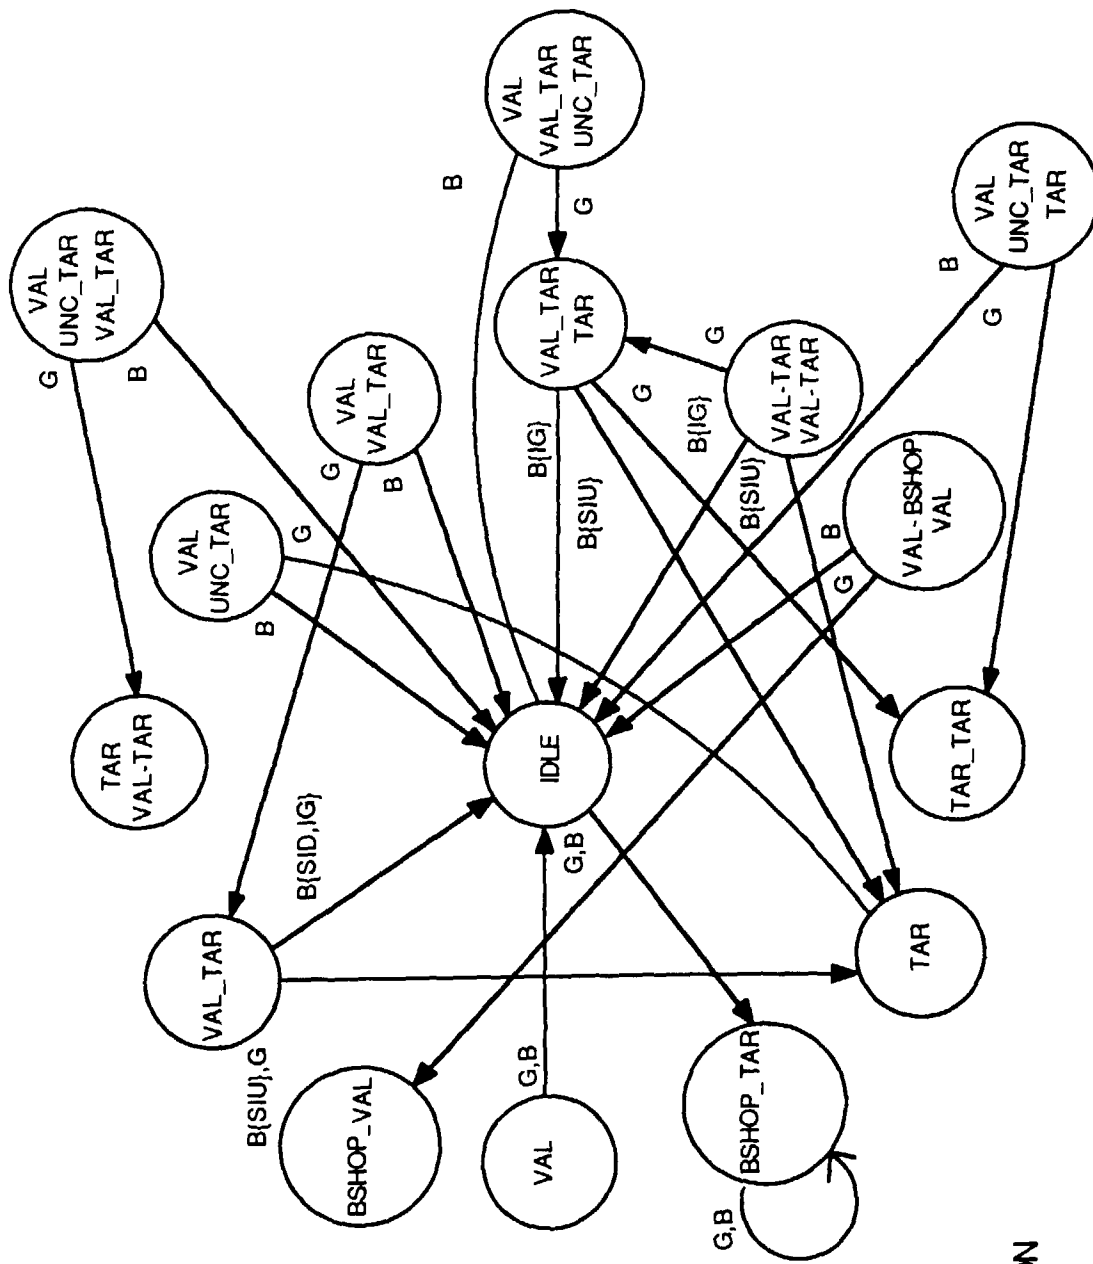 VAL
VAL_TAR
UNC_TAR
B
G
VAL
UNC_TAR
VAL_TAR
G
B
VAL
UNC_TAR
TAR
B
G
VAL_TAR
TAR
G
G
VAL
VAL_TAR
G
B
B{IG}
B{SIU}
VAL-TAR
VAL-TAR
B{IG}
B{SIU}
VAL
UNC_TAR
G
B
VAL-BSHOP
VAL
B
G
TAR
VAL-TAR
IDLE
TAR_TAR
B{SID,IG}
G,B
VAL_TAR
TAR
B{SIU},G
G,B
BSHOP_VAL
VAL
BSHOP_TAR
G,B